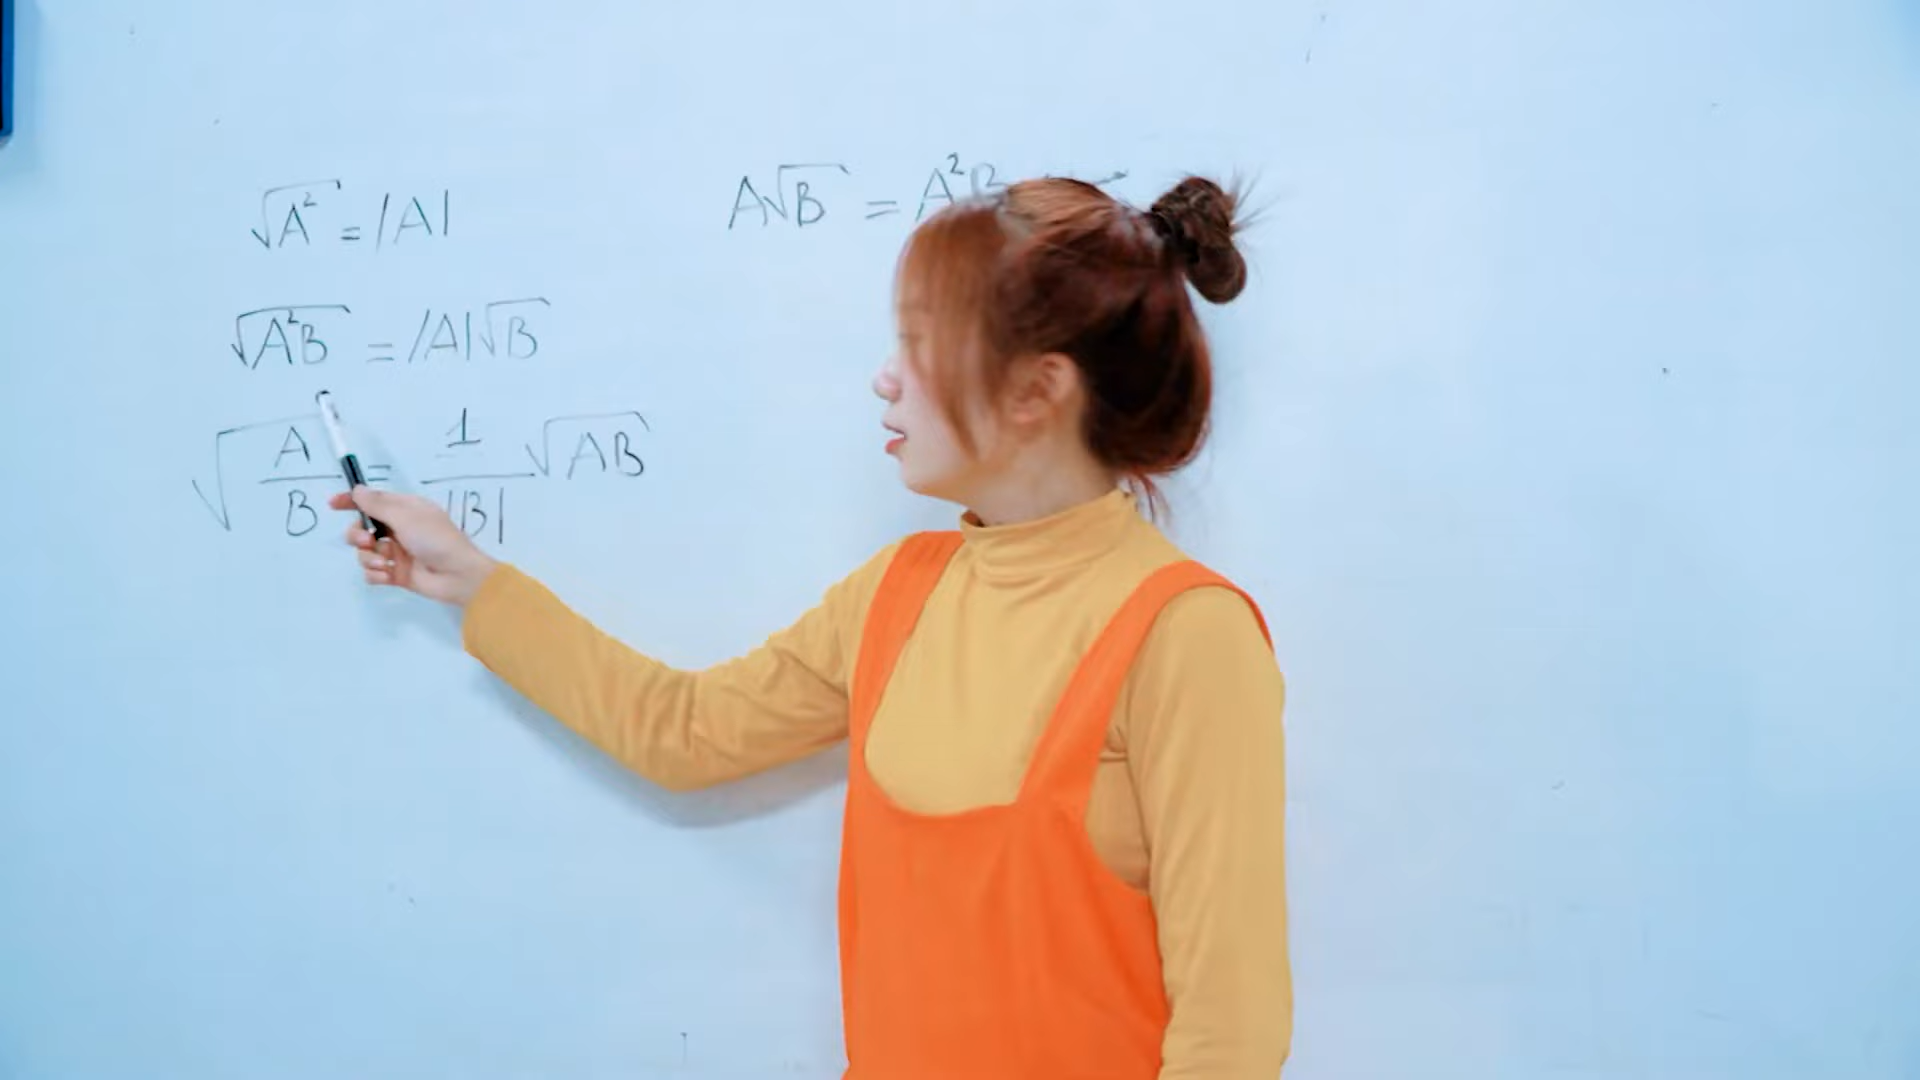 √A² = |A|
√A²B = |A|√B
√A/B = 1/|B| √AB
A√B = A²B